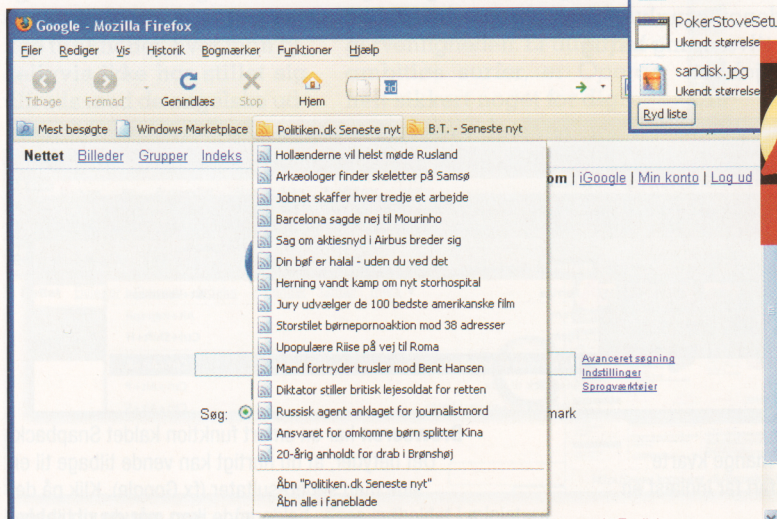 Google - Mozilla Firefox
Filer Rediger Vis Historik Bogmærker Funktioner Hjælp
Tilbage Fremad Genindlæs Stop Hjem
tid
PokerStoveSetu
Ukendt størrelse
sandisk.jpg
Ukendt størrelse
Ryd liste
Mest besøgte Windows Marketplace Politiken.dk Seneste nyt B.T. - Seneste nyt
Nettet Billeder Grupper Indeks
om | iGoogle | Min konto | Log ud
Hollænderne vil helst møde Rusland
Arkæologer finder skeletter på Samsø
Jobnet skaffer hver tredje et arbejde
Barcelona sagde nej til Mourinho
Sag om aktiesnyd i Airbus breder sig
Din bøf er halal - uden du ved det
Herning vandt kamp om nyt storhospital
Jury udvælger de 100 bedste amerikanske film
Storstilet børnepornoaktion mod 38 adresser
Upopulære Riise på vej til Roma
Mand fortryder trusler mod Bent Hansen
Diktator stiller britisk lejesoldat for retten
Russisk agent anklaget for journalistmord
Ansvaret for omkomne børn splitter Kina
20-årig anholdt for drab i Brønshøj
Åbn "Politiken.dk Seneste nyt"
Åbn alle i faneblade
Avanceret søgning
Indstillinger
Sprogværktøjer
Søg:
mark